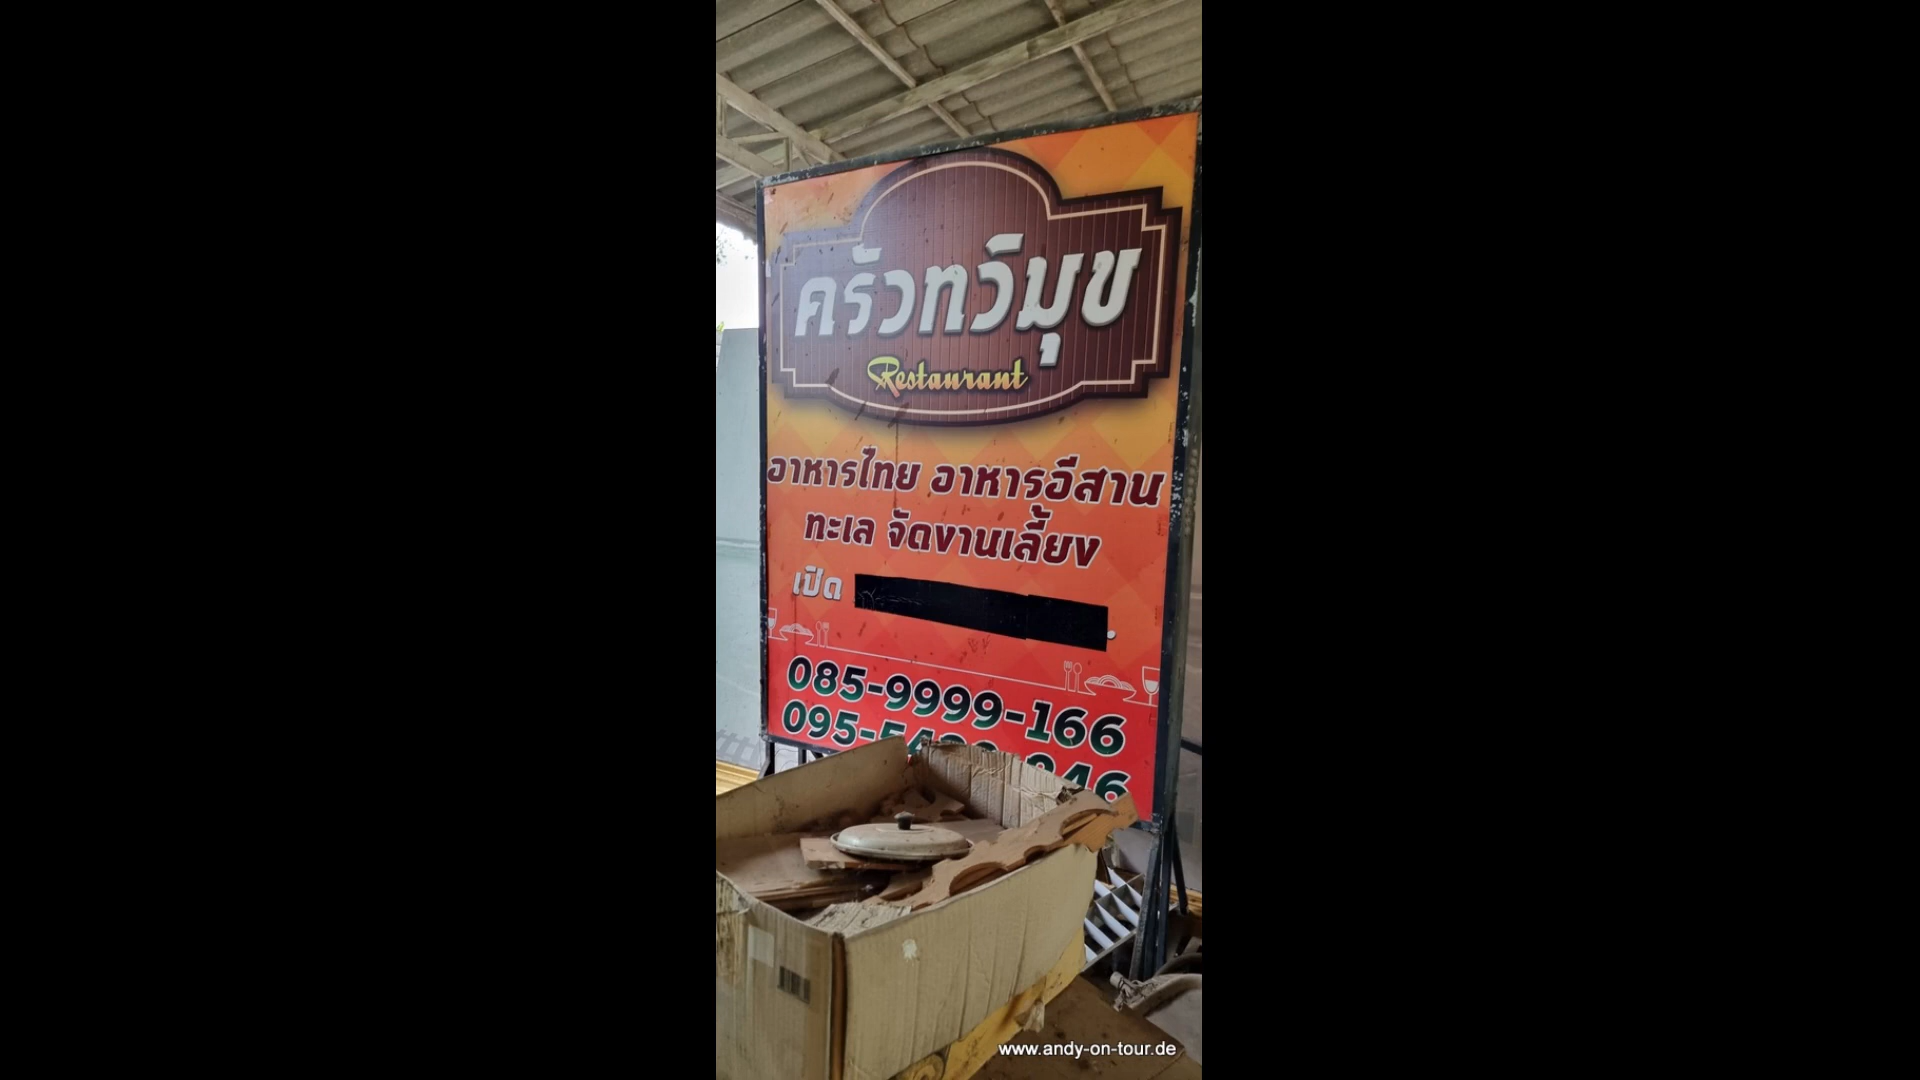 ครัวทวิมุข
Restaurant
อาหารไทย อาหารอีสาน
ทะเล จัดงานเลี้ยง
เปิด
085-9999-166
095-
www.andy-on-tour.de